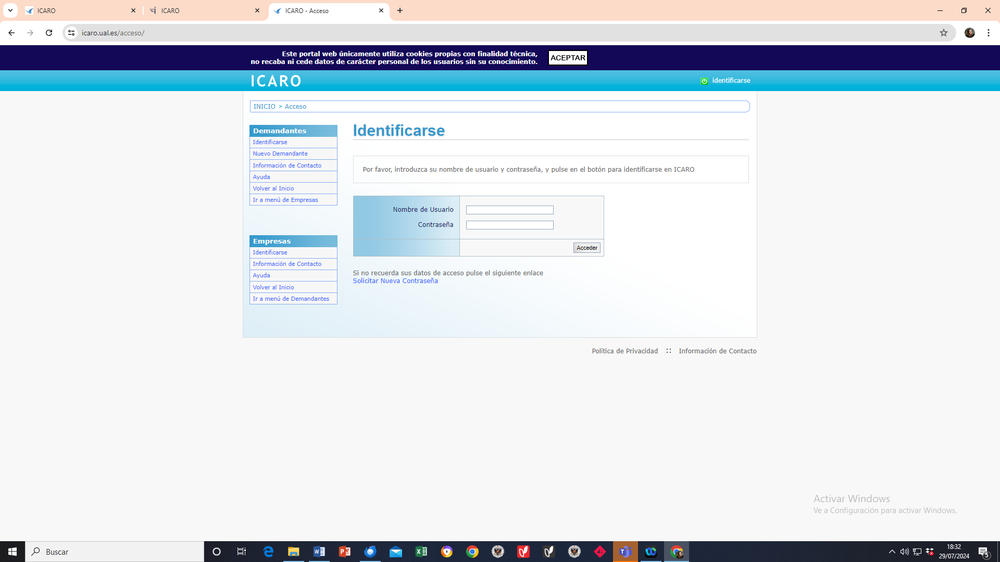 ICARO
ICARO
ICARO - Acceso
icaro.ual.es/acceso/
Este portal web únicamente utiliza cookies propias con finalidad técnica,
no recaba ni cede datos de carácter personal de los usuarios sin su conocimiento.
ACEPTAR
ICARO
identificarse
INICIO > Acceso
Demandantes
Identificarse
Nuevo Demandante
Información de Contacto
Ayuda
Volver al Inicio
Ir a menú de Empresas
Empresas
Identificarse
Información de Contacto
Ayuda
Volver al Inicio
Ir a menú de Demandantes
Identificarse
Por favor, introduzca su nombre de usuario y contraseña, y pulse en el botón para identificarse en ICARO
Nombre de Usuario
Contraseña
Acceder
Si no recuerda sus datos de acceso pulse el siguiente enlace
Solicitar Nueva Contraseña
Política de Privacidad :: Información de Contacto
Activar Windows
Ve a Configuración para activar Windows.
Buscar
18:32
29/07/2024
5